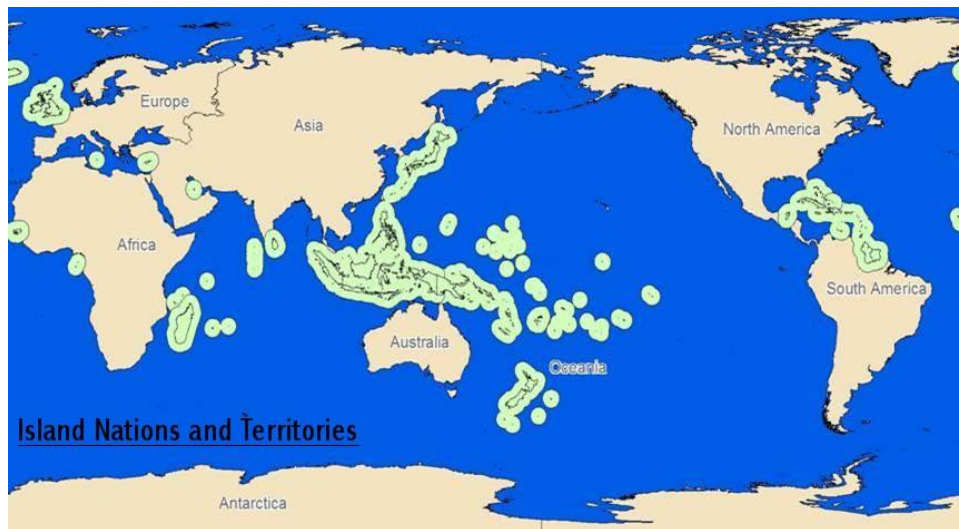 Europe
Asia
North America
Africa
South America
Australia
Oceania
Island Nations and Territories
Antarctica